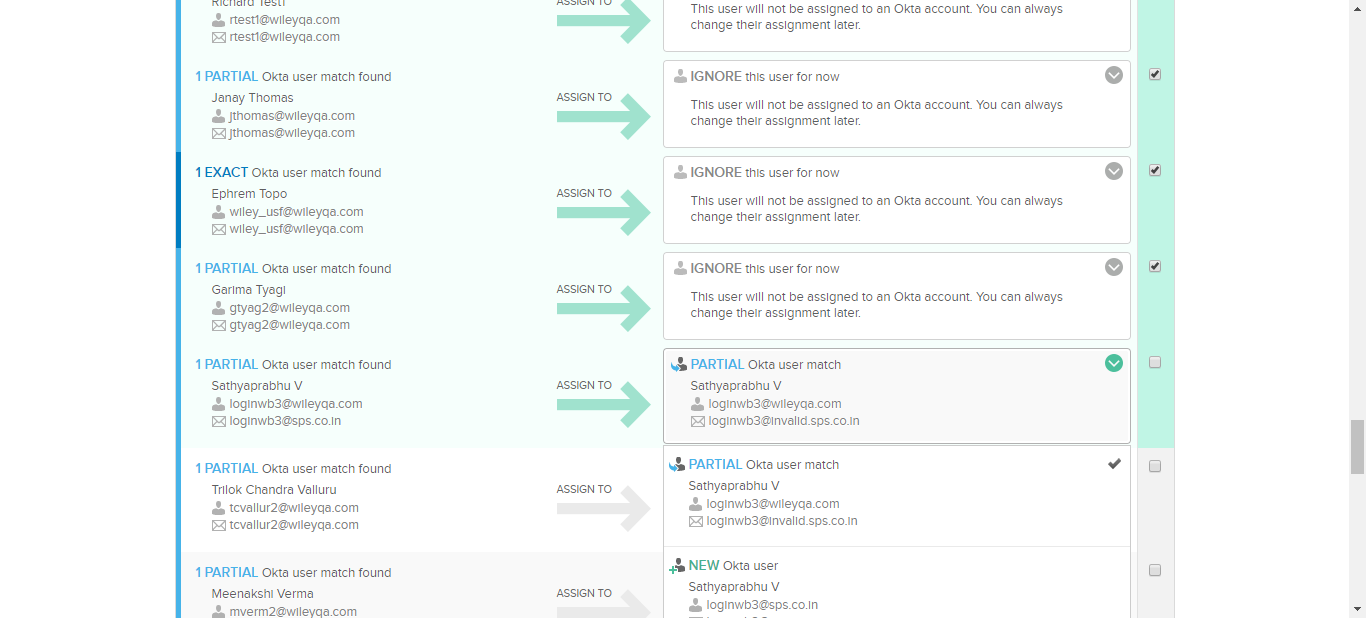 Richard Test1
rtest1@wileyqa.com
rtest1@wileyqa.com
ASSIGN TO
This user will not be assigned to an Okta account. You can always
change their assignment later.
1 PARTIAL Okta user match found
Janay Thomas
jthomas@wileyqa.com
jthomas@wileyqa.com
ASSIGN TO
IGNORE this user for now
This user will not be assigned to an Okta account. You can always
change their assignment later.
1 EXACT Okta user match found
Ephrem Topo
wiley_usf@wileyqa.com
wiley_usf@wileyqa.com
ASSIGN TO
IGNORE this user for now
This user will not be assigned to an Okta account. You can always
change their assignment later.
1 PARTIAL Okta user match found
Garima Tyagi
gtyag2@wileyqa.com
gtyag2@wileyqa.com
ASSIGN TO
IGNORE this user for now
This user will not be assigned to an Okta account. You can always
change their assignment later.
1 PARTIAL Okta user match found
Sathyaprabhu V
loginwb3@wileyqa.com
loginwb3@sps.co.in
ASSIGN TO
PARTIAL Okta user match
Sathyaprabhu V
loginwb3@wileyqa.com
loginwb3@invalid.sps.co.in
1 PARTIAL Okta user match found
Trilok Chandra Valluru
tcvallur2@wileyqa.com
tcvallur2@wileyqa.com
ASSIGN TO
PARTIAL Okta user match
Sathyaprabhu V
loginwb3@wileyqa.com
loginwb3@invalid.sps.co.in
1 PARTIAL Okta user match found
Meenakshi Verma
mverm2@wileyqa.com
ASSIGN TO
NEW Okta user
Sathyaprabhu V
loginwb3@sps.co.in